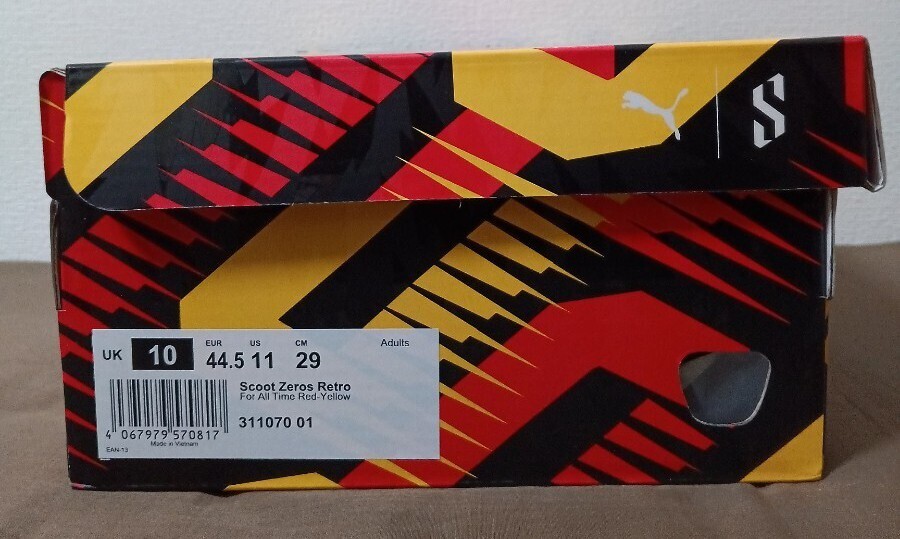 S
UK 10 EUR 44.5 US 11 CM 29 Adults
Scoot Zeros Retro
For All Time Red-Yellow
311070 01
4 067979 570817
Made in Vietnam
EAN-13